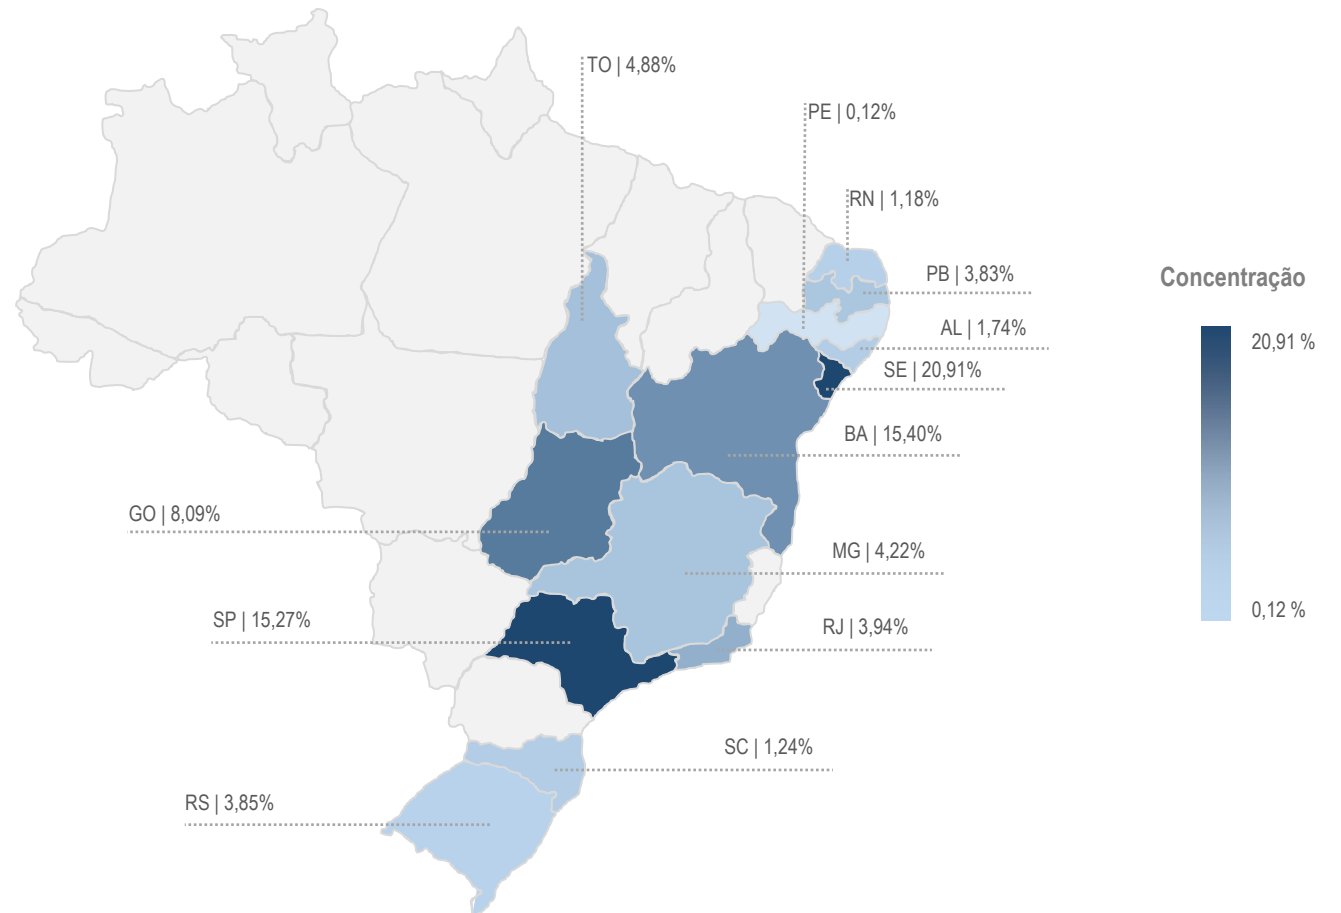 TO | 4,88%
PE | 0,12%
RN | 1,18%
PB | 3,83%
Concentração
AL | 1,74%
20,91 %
SE | 20,91%
BA | 15,40%
GO | 8,09%
MG | 4,22%
0,12 %
SP | 15,27%
RJ | 3,94%
SC | 1,24%
RS | 3,85%